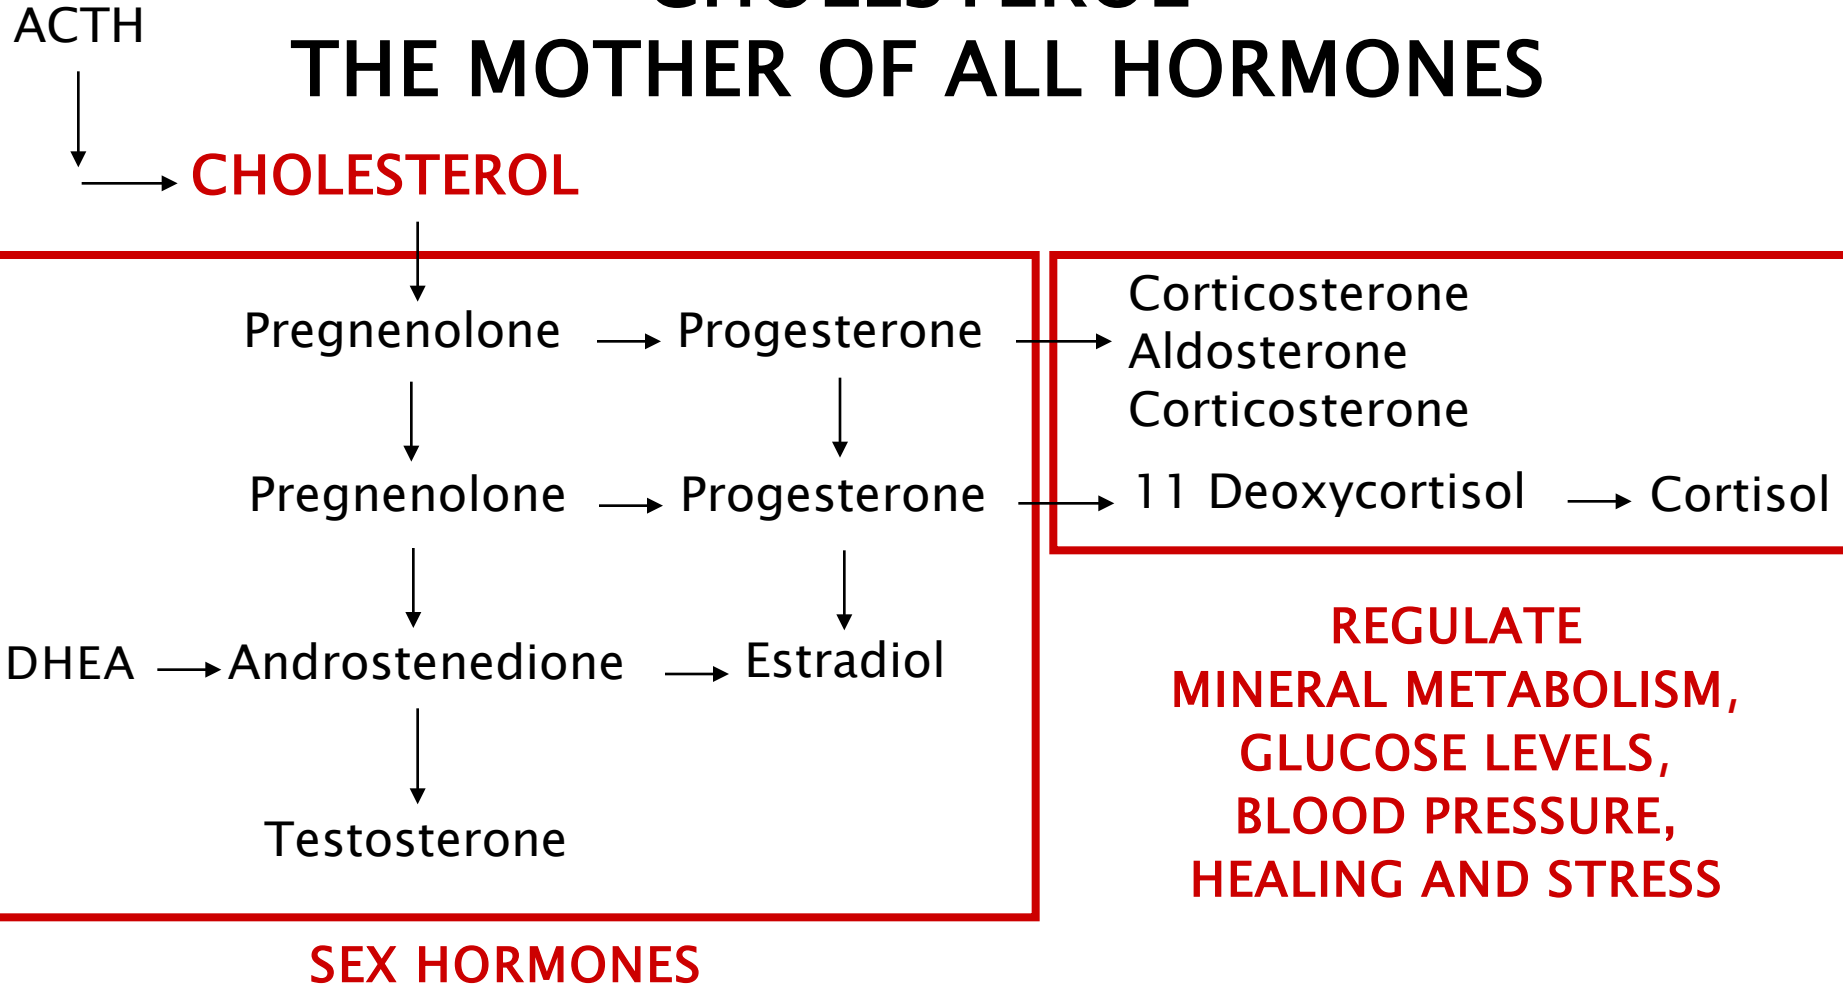 ACTH
CHOLESTEROL
THE MOTHER OF ALL HORMONES
CHOLESTEROL
Pregnenolone Progesterone
Corticosterone
Aldosterone
Corticosterone
Pregnenolone Progesterone 11 Deoxycortisol Cortisol
DHEA Androstenedione Estradiol
Testosterone
REGULATE
MINERAL METABOLISM,
GLUCOSE LEVELS,
BLOOD PRESSURE,
HEALING AND STRESS
SEX HORMONES